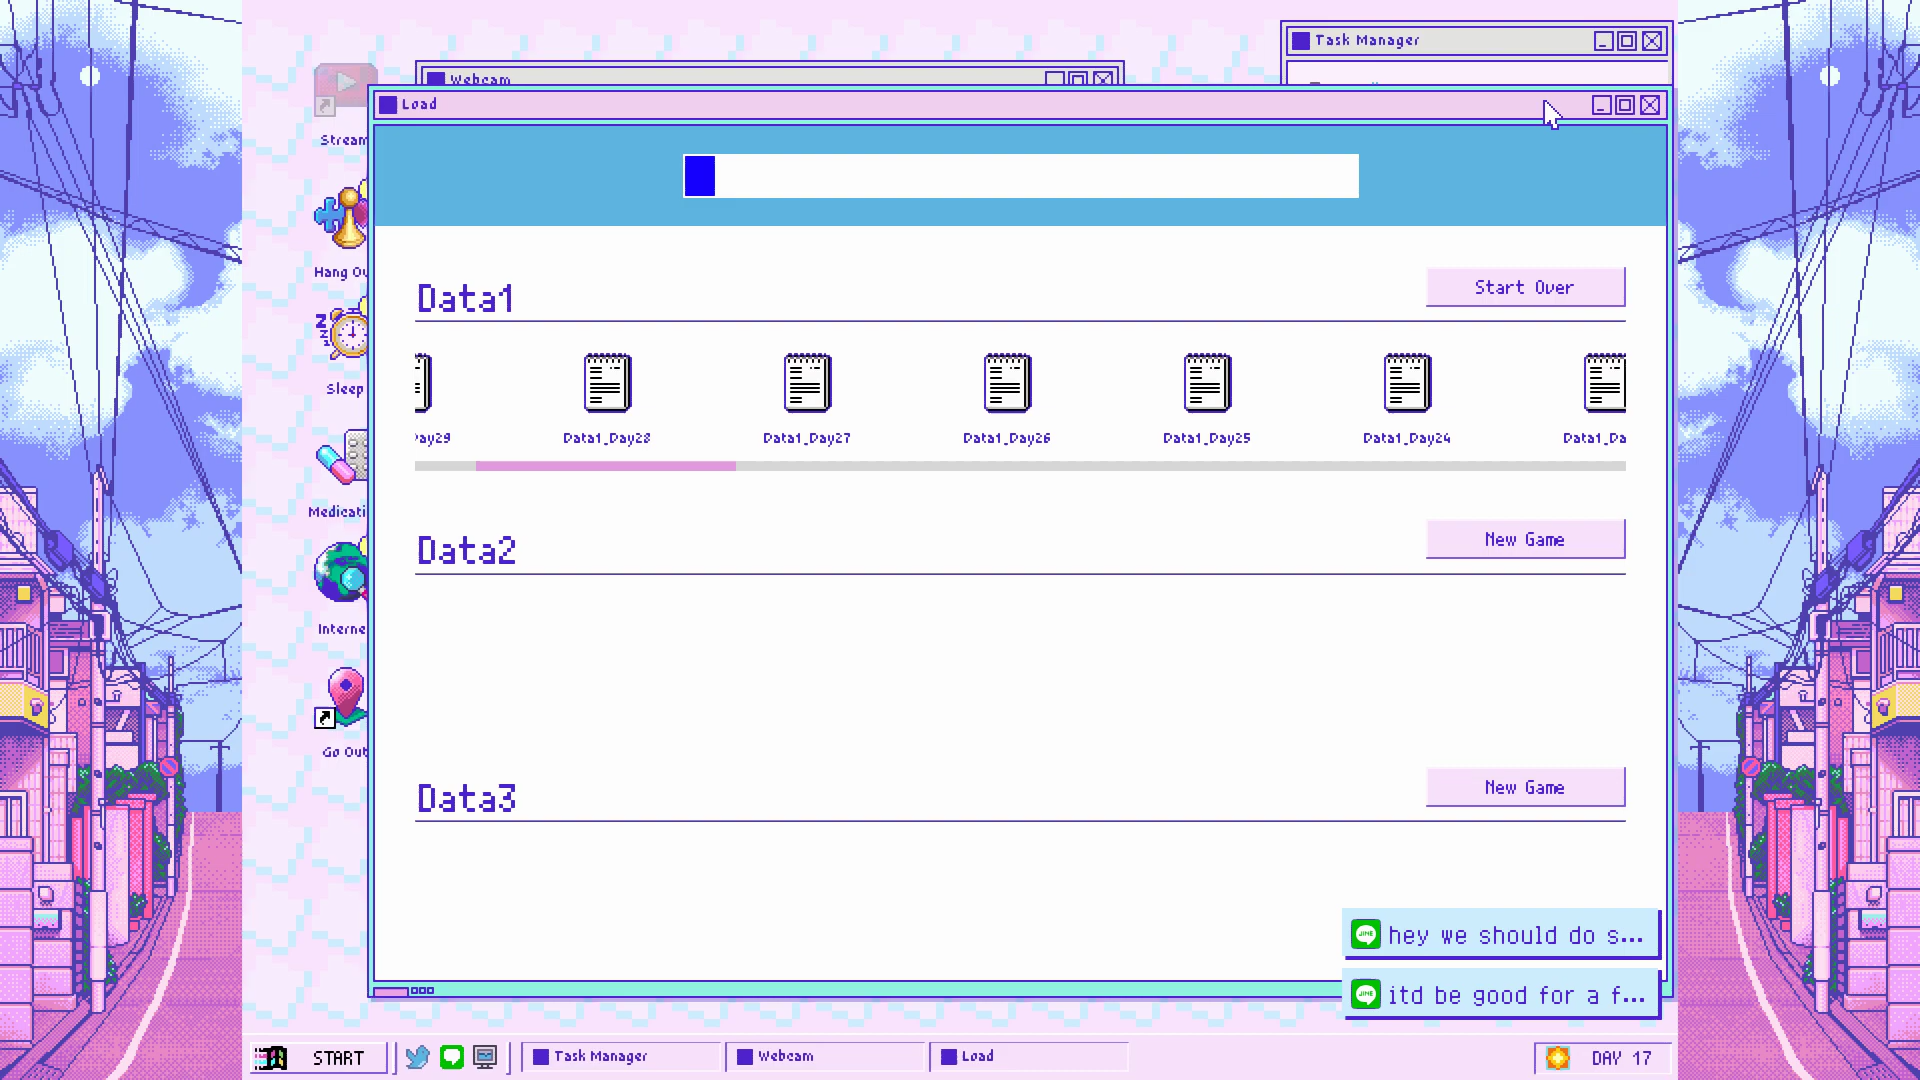 Task Manager
Webcam
Load
Stream
Data1
Start Over
Hang Ou
ay29
Data1_Day28
Data1_Day27
Data1_Day26
Data1_Day25
Data1_Day24
Data1_Da
Sleep
Medicati
Data2
New Game
Interne
Go Out
Data3
New Game
JINE
hey we should do s...
JINE
itd be good for a f...
START
Task Manager
Webcam
Load
DAY 17